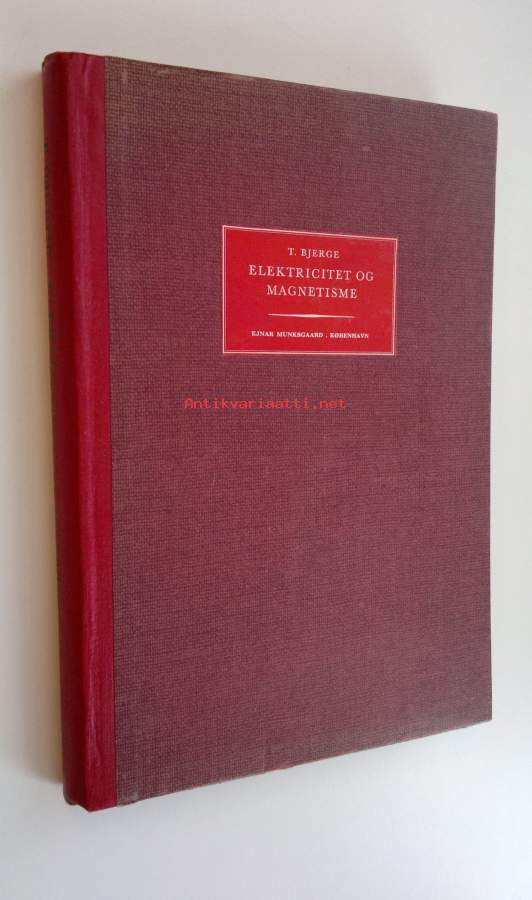 T. BJERGE
ELEKTRICITET OG
MAGNETISME
EJNAR MUNKSGAARD . KØBENHAVN
Antikvariaatti.net